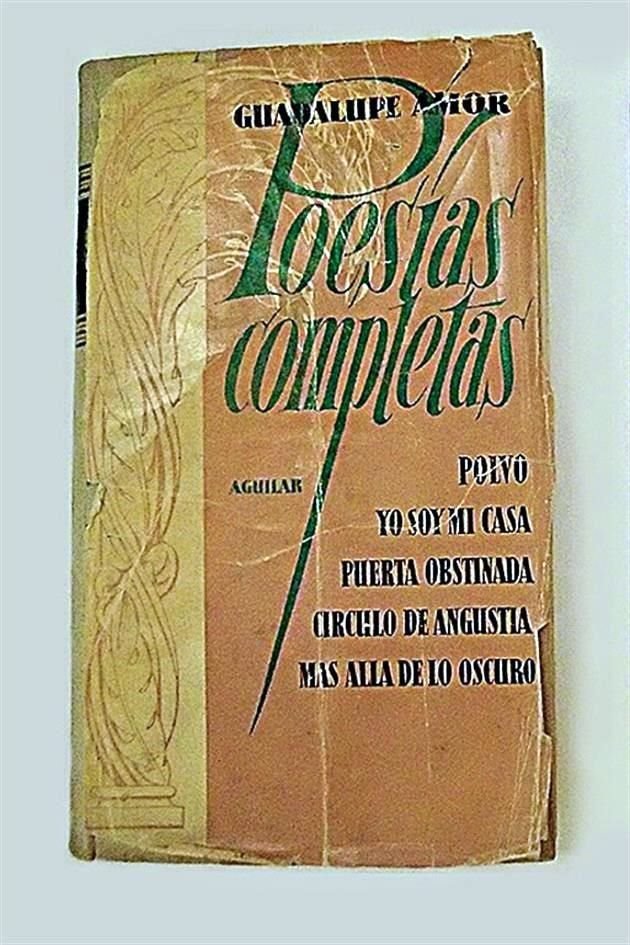 GUADALUPE AMOR
Poesías
completas
AGUILAR
POLVO
YO SOY MI CASA
PUERTA OBSTINADA
CIRCULO DE ANGUSTIA
MAS ALLA DE LO OSCURO